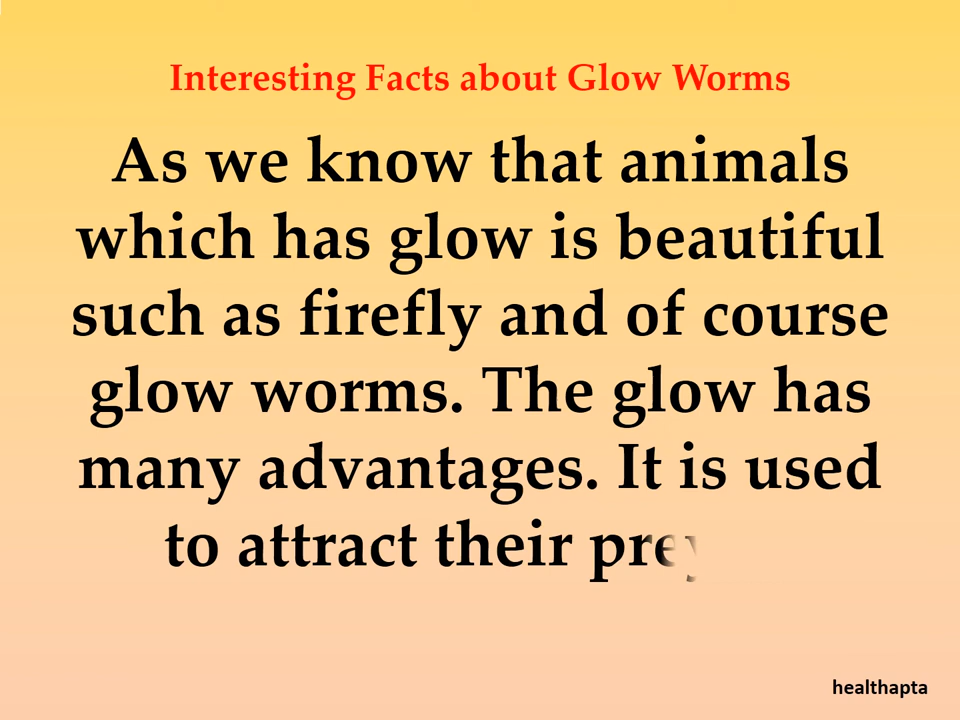 Interesting Facts about Glow Worms
As we know that animals
which has glow is beautiful
such as firefly and of course
glow worms. The glow has
many advantages. It is used
to attract their prey
healthapta